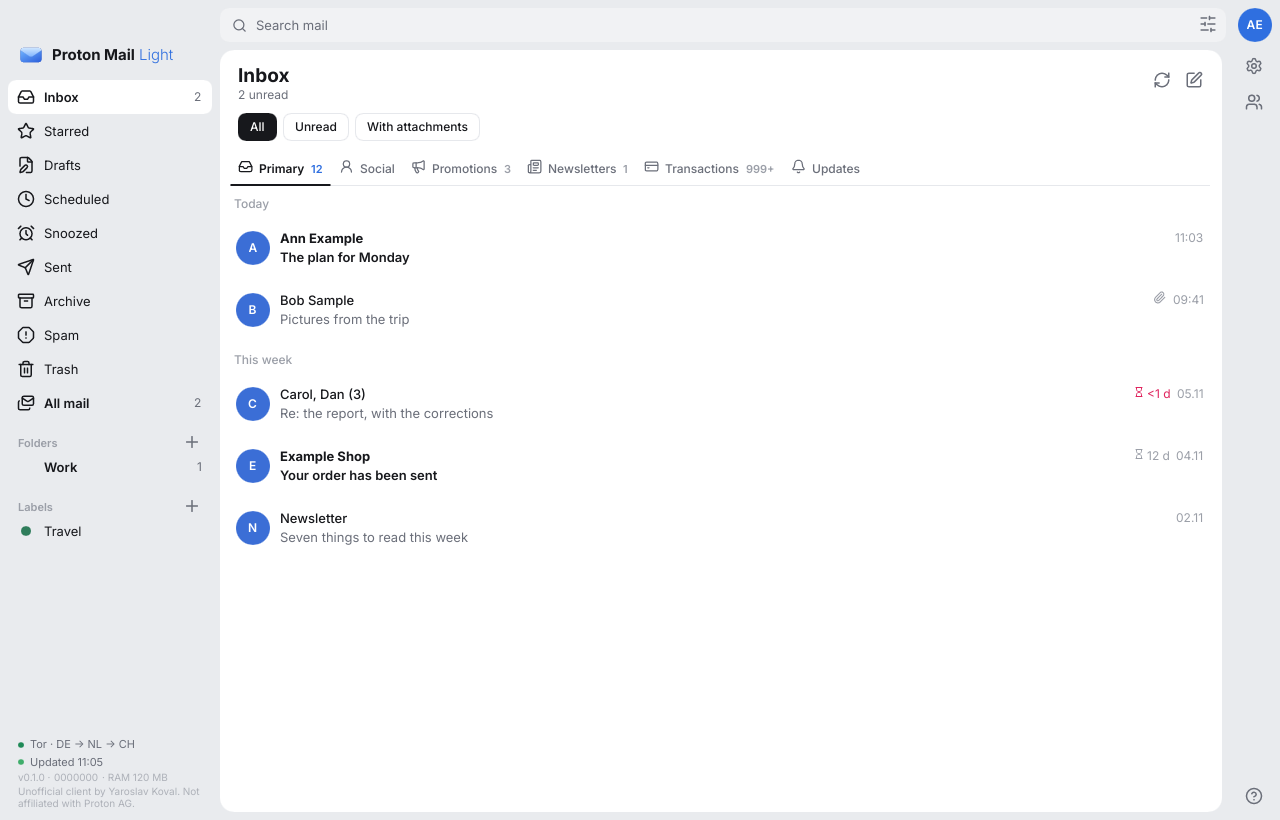 Search mail
AE
Proton Mail Light
Inbox 2
Starred
Drafts
Scheduled
Snoozed
Sent
Archive
Spam
Trash
All mail 2
Folders
Work 1
Labels
Travel
Tor · DE → NL → CH
Updated 11:05
v0.1.0 · 0000000 · RAM 120 MB
Unofficial client by Yaroslav Koval. Not
affiliated with Proton AG.
Inbox
2 unread
All Unread With attachments
Primary 12 Social Promotions 3 Newsletters 1 Transactions 999+ Updates
Today
A Ann Example 11:03
The plan for Monday
B Bob Sample 09:41
Pictures from the trip
This week
C Carol, Dan (3) <1 d 05.11
Re: the report, with the corrections
E Example Shop 12 d 04.11
Your order has been sent
N Newsletter 02.11
Seven things to read this week